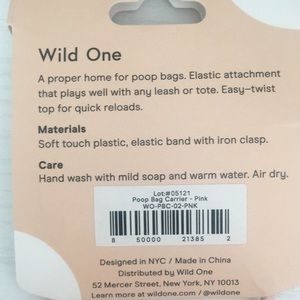 Wild One
A proper home for poop bags. Elastic attachment
that plays well with any leash or tote. Easy-twist
top for quick reloads.
Materials
Soft touch plastic, elastic band with iron clasp.
Care
Hand wash with mild soap and warm water. Air dry.
Lot:#05121
Poop Bag Carrier - Pink
WO-PBC-02-PNK
8 50000 21385 2
Designed in NYC / Made in China
Distributed by Wild One
52 Mercer Street, New York, NY 10013
Learn more at wildone.com / @wildone